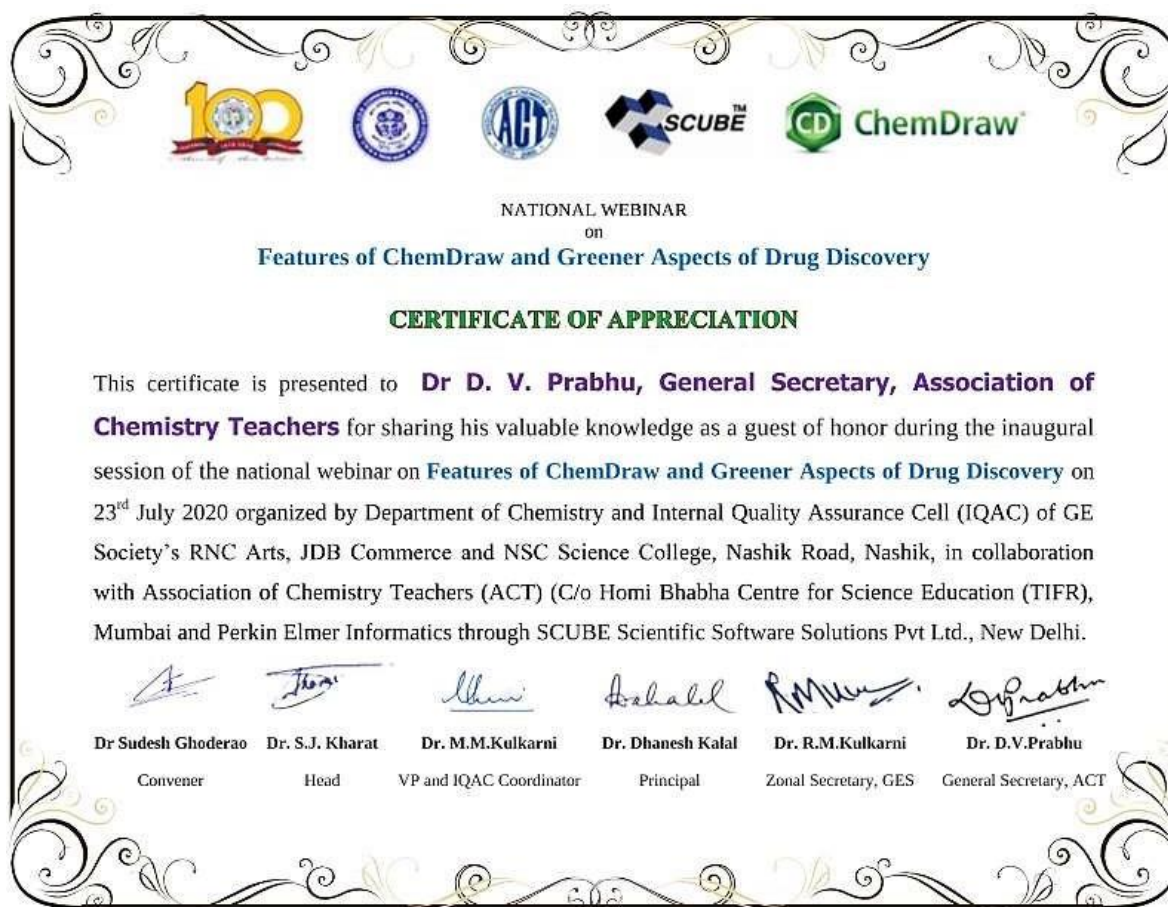 100
ACT
SCUBE™
CD ChemDraw®
NATIONAL WEBINAR
on
Features of ChemDraw and Greener Aspects of Drug Discovery
CERTIFICATE OF APPRECIATION
This certificate is presented to Dr D. V. Prabhu, General Secretary, Association of
Chemistry Teachers for sharing his valuable knowledge as a guest of honor during the inaugural
session of the national webinar on Features of ChemDraw and Greener Aspects of Drug Discovery on
23rd July 2020 organized by Department of Chemistry and Internal Quality Assurance Cell (IQAC) of GE
Society's RNC Arts, JDB Commerce and NSC Science College, Nashik Road, Nashik, in collaboration
with Association of Chemistry Teachers (ACT) (C/o Homi Bhabha Centre for Science Education (TIFR),
Mumbai and Perkin Elmer Informatics through SCUBE Scientific Software Solutions Pvt Ltd., New Delhi.
DVPrabhu
Dr Sudesh Ghoderao Dr. S.J. Kharat Dr. M.M.Kulkarni Dr. Dhanesh Kalal Dr. R.M.Kulkarni Dr. D.V.Prabhu
Convener Head VP and IQAC Coordinator Principal Zonal Secretary, GES General Secretary, ACT